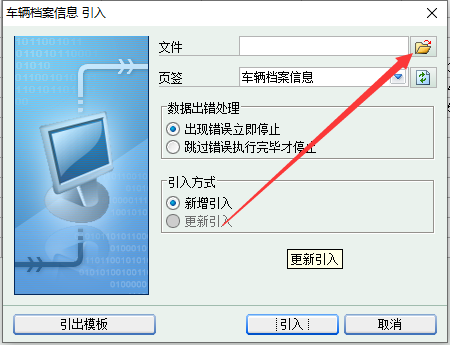 车辆档案信息 引入
文件
页签 车辆档案信息
数据出错处理
出现错误立即停止
跳过错误执行完毕才停止
引入方式
新增引入
更新引入
更新引入
引出模板 引入 取消